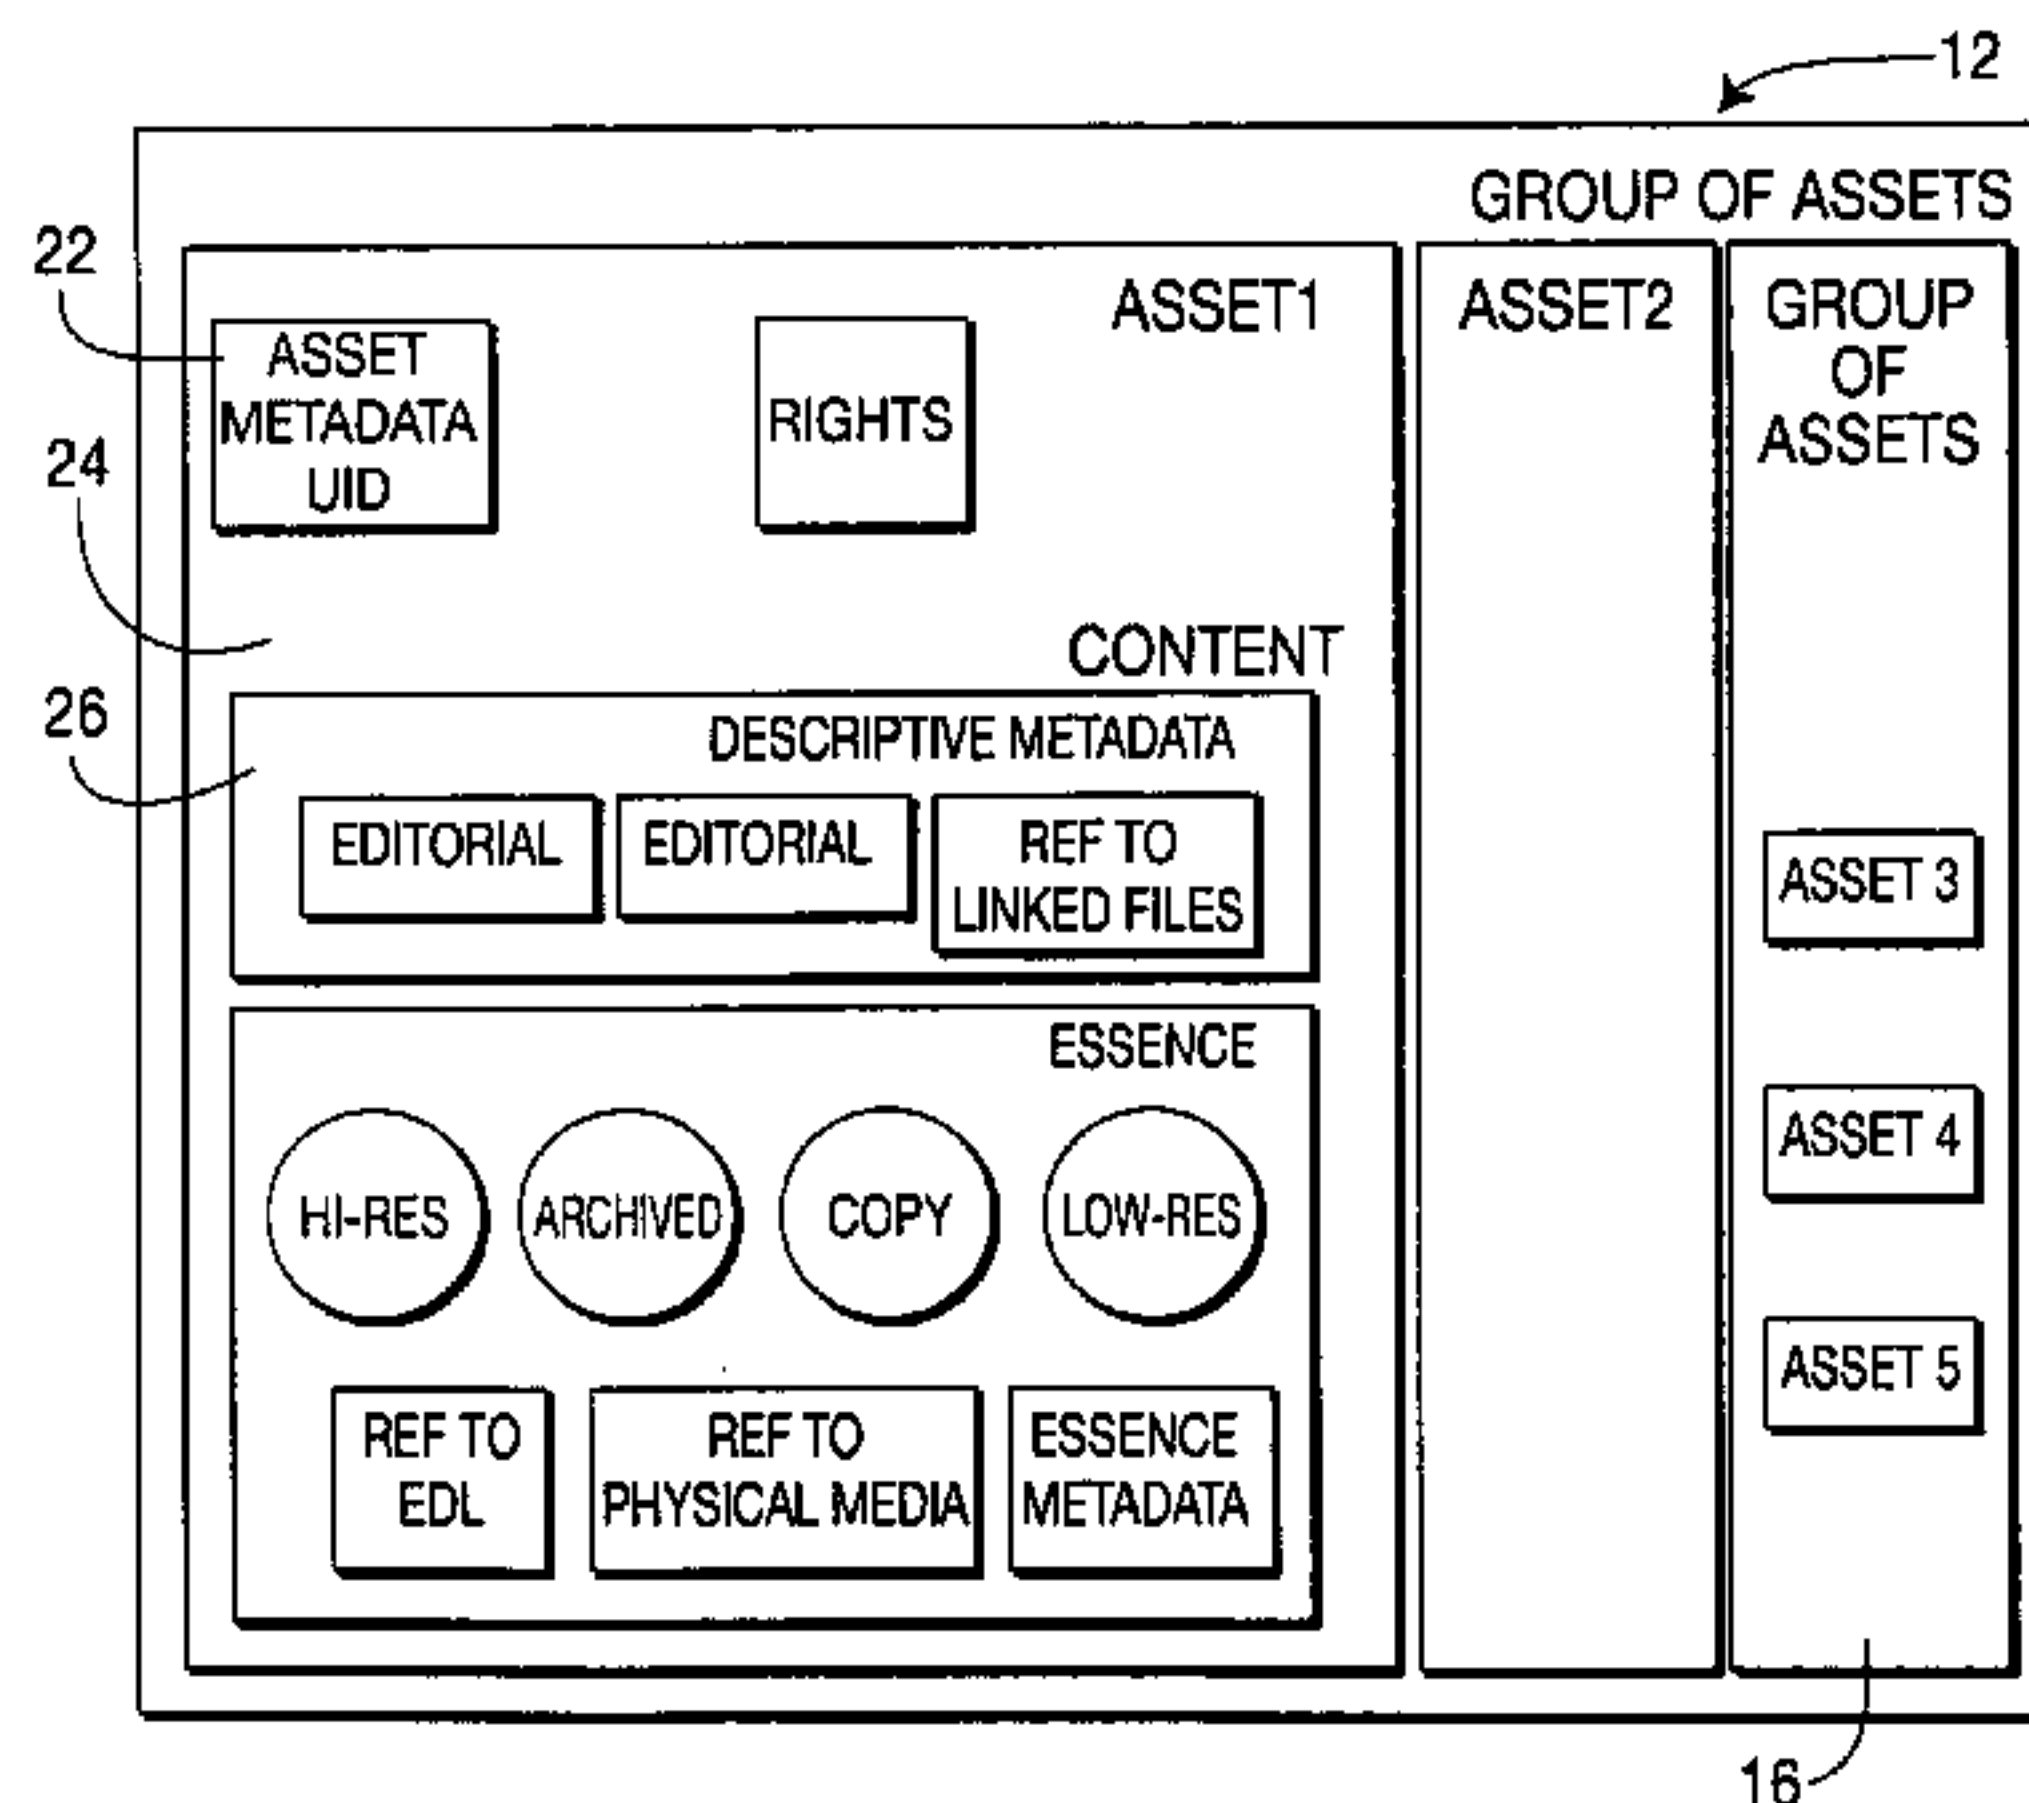 12
GROUP OF ASSETS
22
ASSET1
ASSET2
GROUP
OF
ASSETS
ASSET
METADATA
UID
RIGHTS
24
CONTENT
26
DESCRIPTIVE METADATA
EDITORIAL
EDITORIAL
REF TO
LINKED FILES
ASSET 3
ESSENCE
ASSET 4
HI-RES
ARCHIVED
COPY
LOW-RES
ASSET 5
REF TO
EDL
REF TO
PHYSICAL MEDIA
ESSENCE
METADATA
16